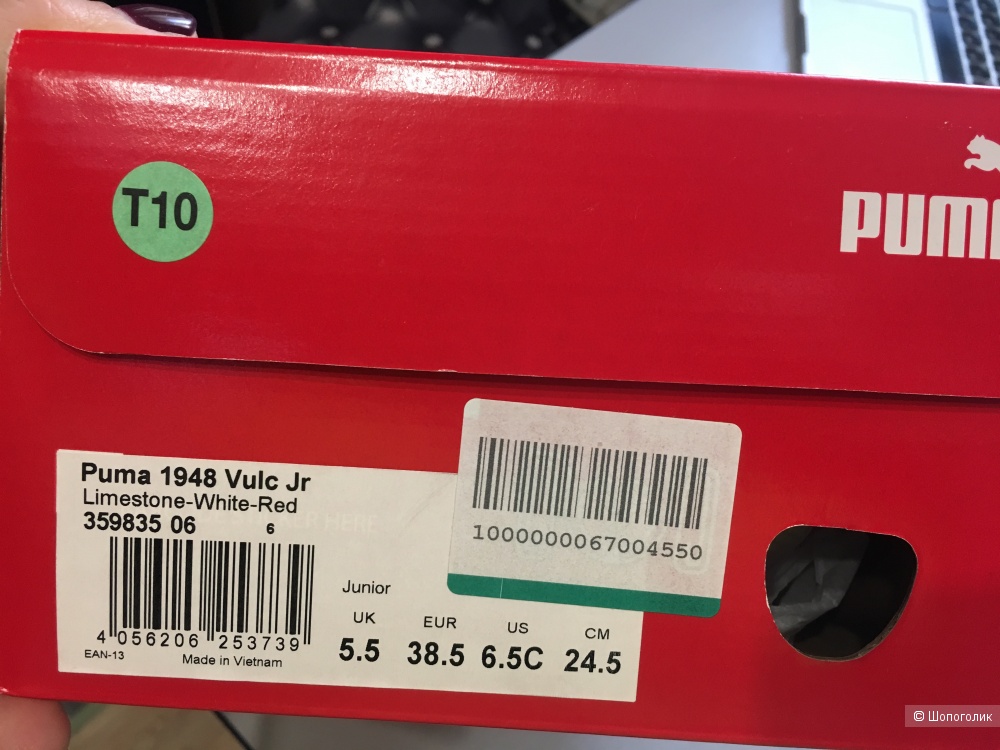 T10
PUMA
Puma 1948 Vulc Jr
Limestone-White-Red
359835 06 6
4 056206 253739
EAN-13 Made in Vietnam
Junior
UK EUR US CM
5.5 38.5 6.5C 24.5
1000000067004550
© Шопоголик